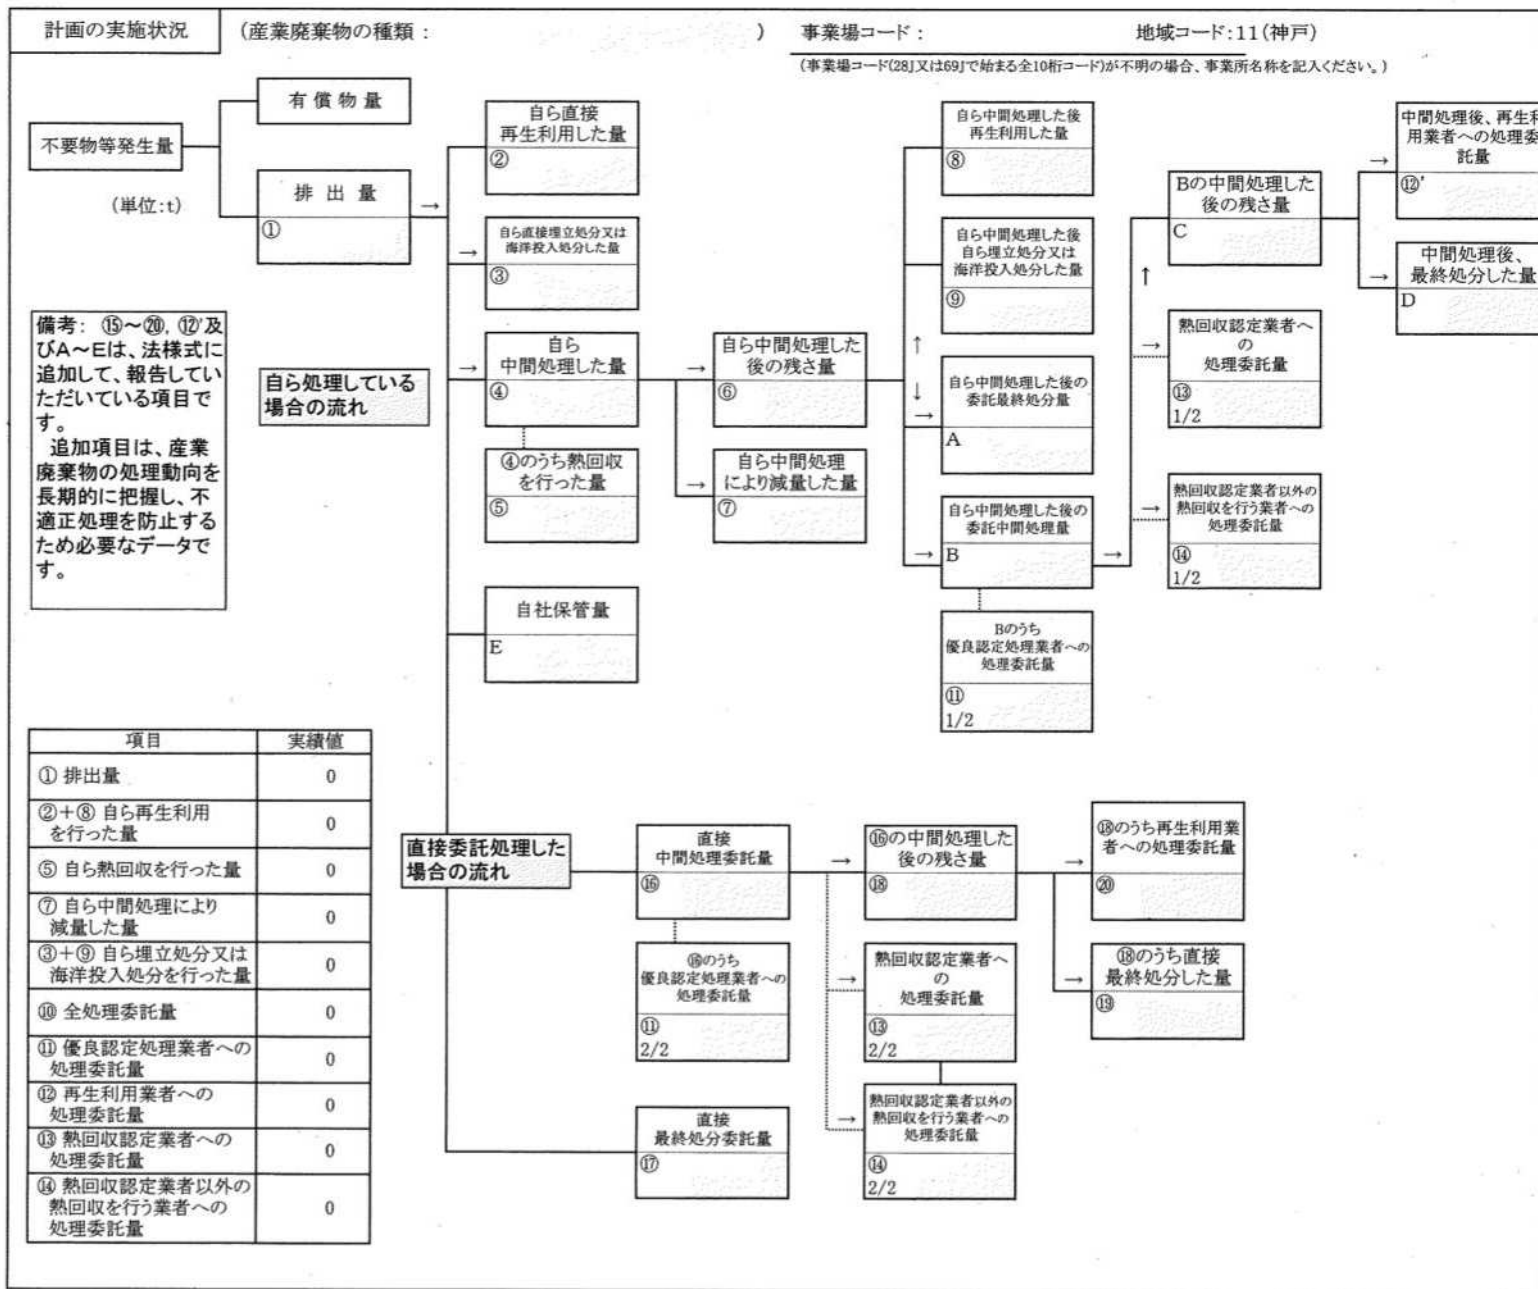 計画の実施状況
(産業廃棄物の種類: )
事業場コード:
地域コード:11(神戸)
(事業場コード(28」又は69」で始まる全10桁コード)が不明の場合、事業所名称を記入ください。)
不要物等発生量
有償物量
排出量
①
(単位:t)
→
自ら直接
再生利用した量
②
→
自ら直接埋立処分又は
海洋投入処分した量
③
→
自ら
中間処理した量
④
④のうち熱回収
を行った量
⑤
自社保管量
E
→
自ら中間処理した
後の残さ量
⑥
→
自ら中間処理
により減量した量
⑦
自ら中間処理した後
再生利用した量
⑧
自ら中間処理した後
自ら埋立処分又は
海洋投入処分した量
⑨
↑
↓
→
自ら中間処理した後の
委託最終処分量
A
→
自ら中間処理した後の
委託中間処理量
B
→
Bのうち
優良認定処理業者への
処理委託量
⑪
1/2
↑
Bの中間処理した
後の残さ量
C
→
熱回収認定業者へ
の
処理委託量
⑬
1/2
→
熱回収認定業者以外の
熱回収を行う業者への
処理委託量
⑭
1/2
→
中間処理後、再生利
用業者への処理委
託量
⑫'
→
中間処理後、
最終処分した量
D
備考: ⑮~⑳, ⑫'及
びA~Eは、法様式に
追加して、報告してい
ただいている項目で
す。
追加項目は、産業
廃棄物の処理動向を
長期的に把握し、不
適正処理を防止する
ため必要なデータで
す。
自ら処理している
場合の流れ
項目 実績値
① 排出量 0
②+⑧ 自ら再生利用
を行った量 0
⑤ 自ら熱回収を行った量 0
⑦ 自ら中間処理により
減量した量 0
③+⑨ 自ら埋立処分又は
海洋投入処分を行った量 0
⑩ 全処理委託量 0
⑪ 優良認定処理業者への
処理委託量 0
⑫ 再生利用業者への
処理委託量 0
⑬ 熱回収認定業者への
処理委託量 0
⑭ 熱回収認定業者以外の
熱回収を行う業者への
処理委託量 0
直接委託処理した
場合の流れ
直接
中間処理委託量
⑯
⑯のうち
優良認定処理業者への
処理委託量
⑪
2/2
直接
最終処分委託量
⑰
→
⑯の中間処理した
後の残さ量
⑱
→
熱回収認定業者へ
の
処理委託量
⑬
2/2
→
熱回収認定業者以外の
熱回収を行う業者への
処理委託量
⑭
2/2
→
⑱のうち再生利用業
者への処理委託量
⑳
→
⑱のうち直接
最終処分した量
⑲